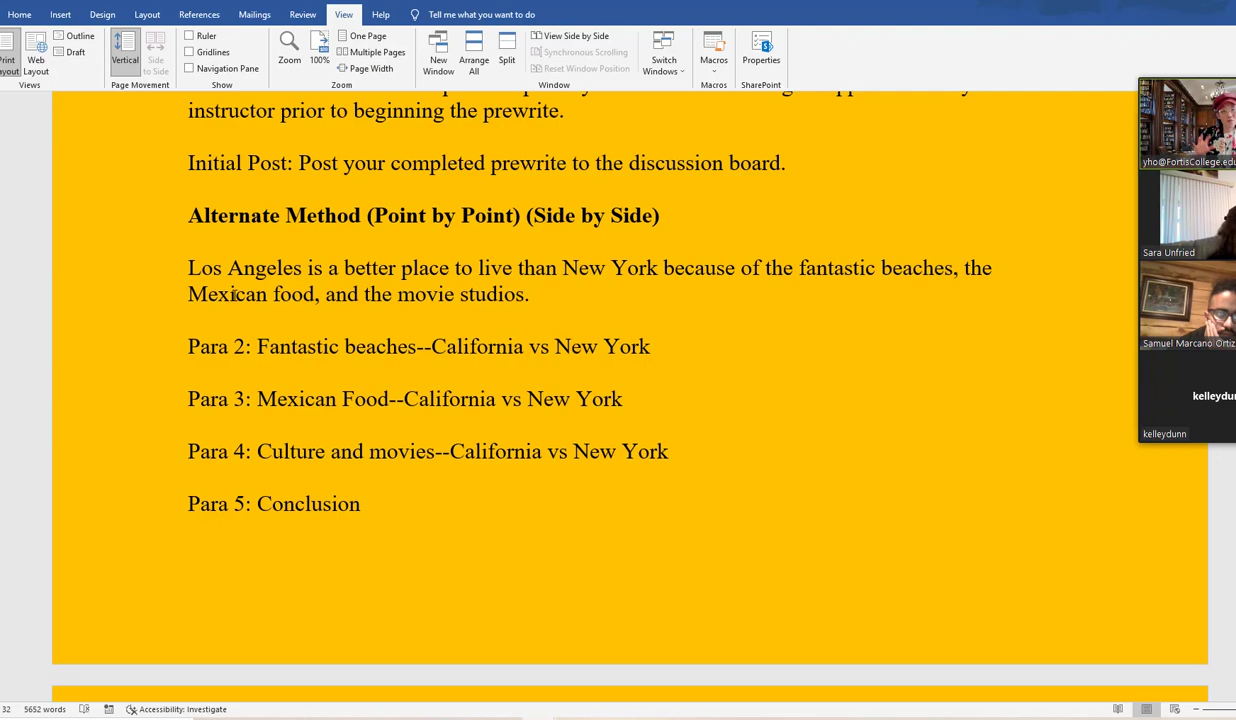 Home Insert Design Layout References Mailings Review View Help Tell me what you want to do
Outline
Draft
Web
Layout
Vertical
Side
to Side
Ruler
Gridlines
Navigation Pane
Zoom
100%
One Page
Multiple Pages
Page Width
New
Window
Arrange
All
Split
View Side by Side
Synchronous Scrolling
Reset Window Position
Switch
Windows
Macros
Properties
Views Page Movement Show Zoom Window Macros SharePoint
instructor prior to beginning the prewrite.
Initial Post: Post your completed prewrite to the discussion board.
Alternate Method (Point by Point) (Side by Side)
Los Angeles is a better place to live than New York because of the fantastic beaches, the
Mexican food, and the movie studios.
Para 2: Fantastic beaches--California vs New York
Para 3: Mexican Food--California vs New York
Para 4: Culture and movies--California vs New York
Para 5: Conclusion
yho@FortisCollege.edu
Sara Unfried
Samuel Marcano Ortiz
kelleydun
kelleydunn
32 5652 words Accessibility: Investigate